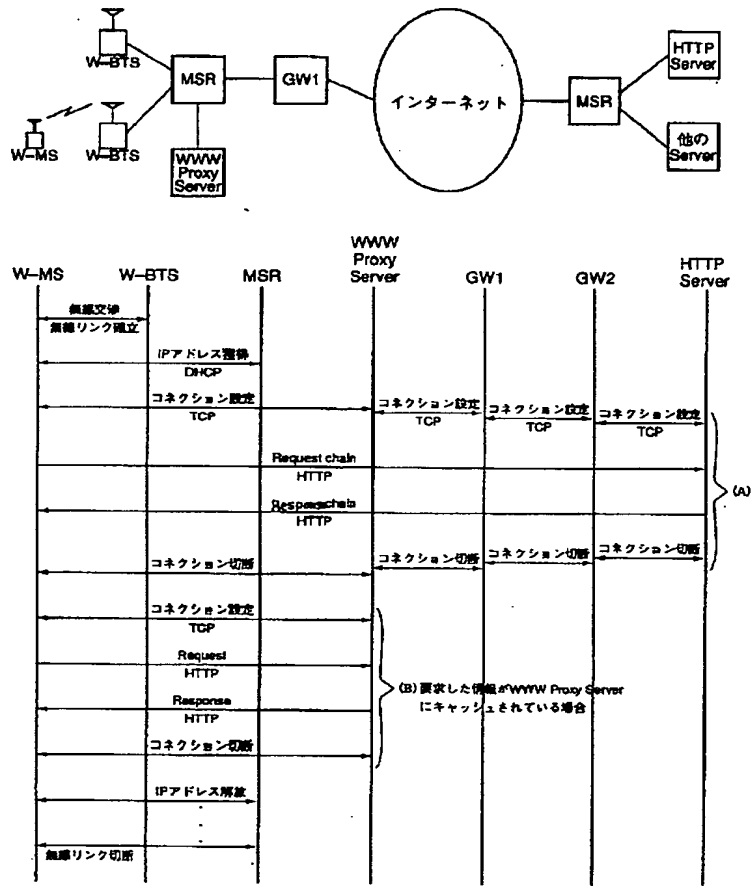 W-BTS
MSR
GW1
インターネット
MSR
HTTP
Server
W-MS
W-BTS
WWW
Proxy
Server
他の
Server
W-MS
W-BTS
MSR
WWW
Proxy
Server
GW1
GW2
HTTP
Server
無線交渉
無線リンク確立
IPアドレス獲得
DHCP
コネクション設定
TCP
コネクション設定
TCP
コネクション設定
TCP
コネクション設定
TCP
Request chain
HTTP
Response chain
HTTP
(A)
コネクション切断
コネクション切断
コネクション切断
コネクション切断
コネクション設定
TCP
Request
HTTP
Response
HTTP
(B) 要求した情報がWWW Proxy Server
にキャッシュされている場合
コネクション切断
IPアドレス解放
無線リンク切断